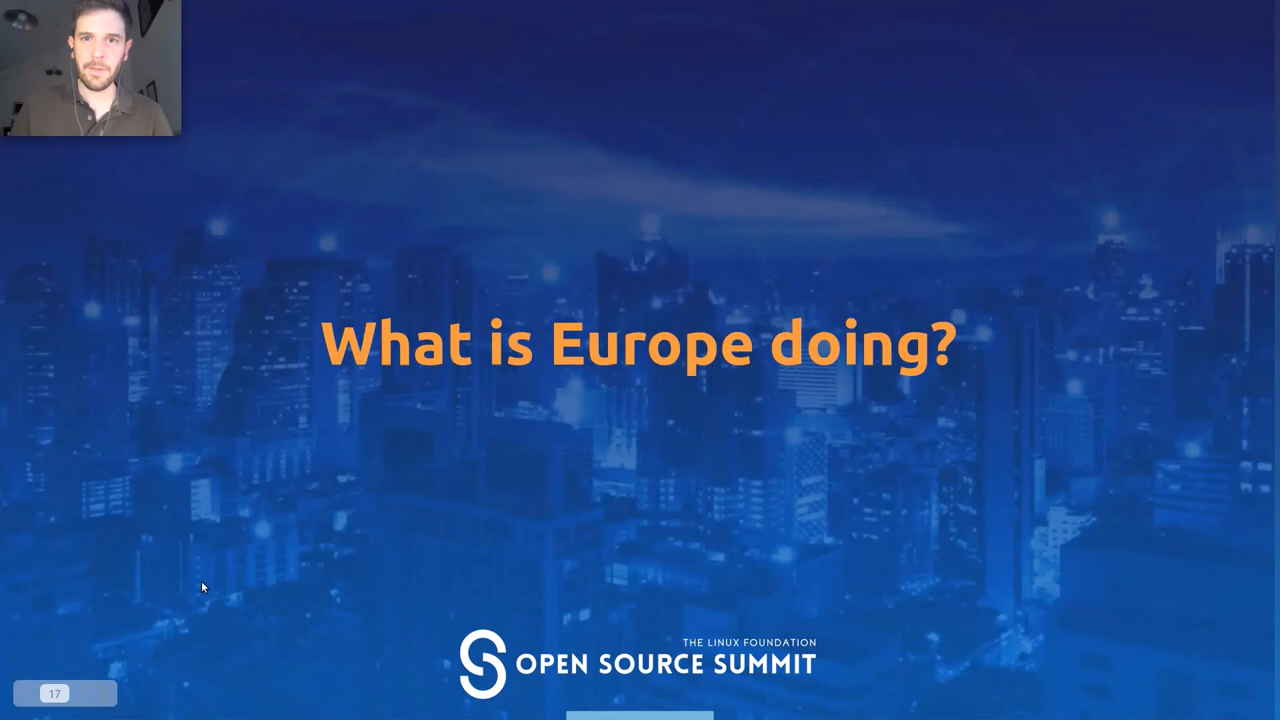 What is Europe doing?
THE LINUX FOUNDATION
OPEN SOURCE SUMMIT
17